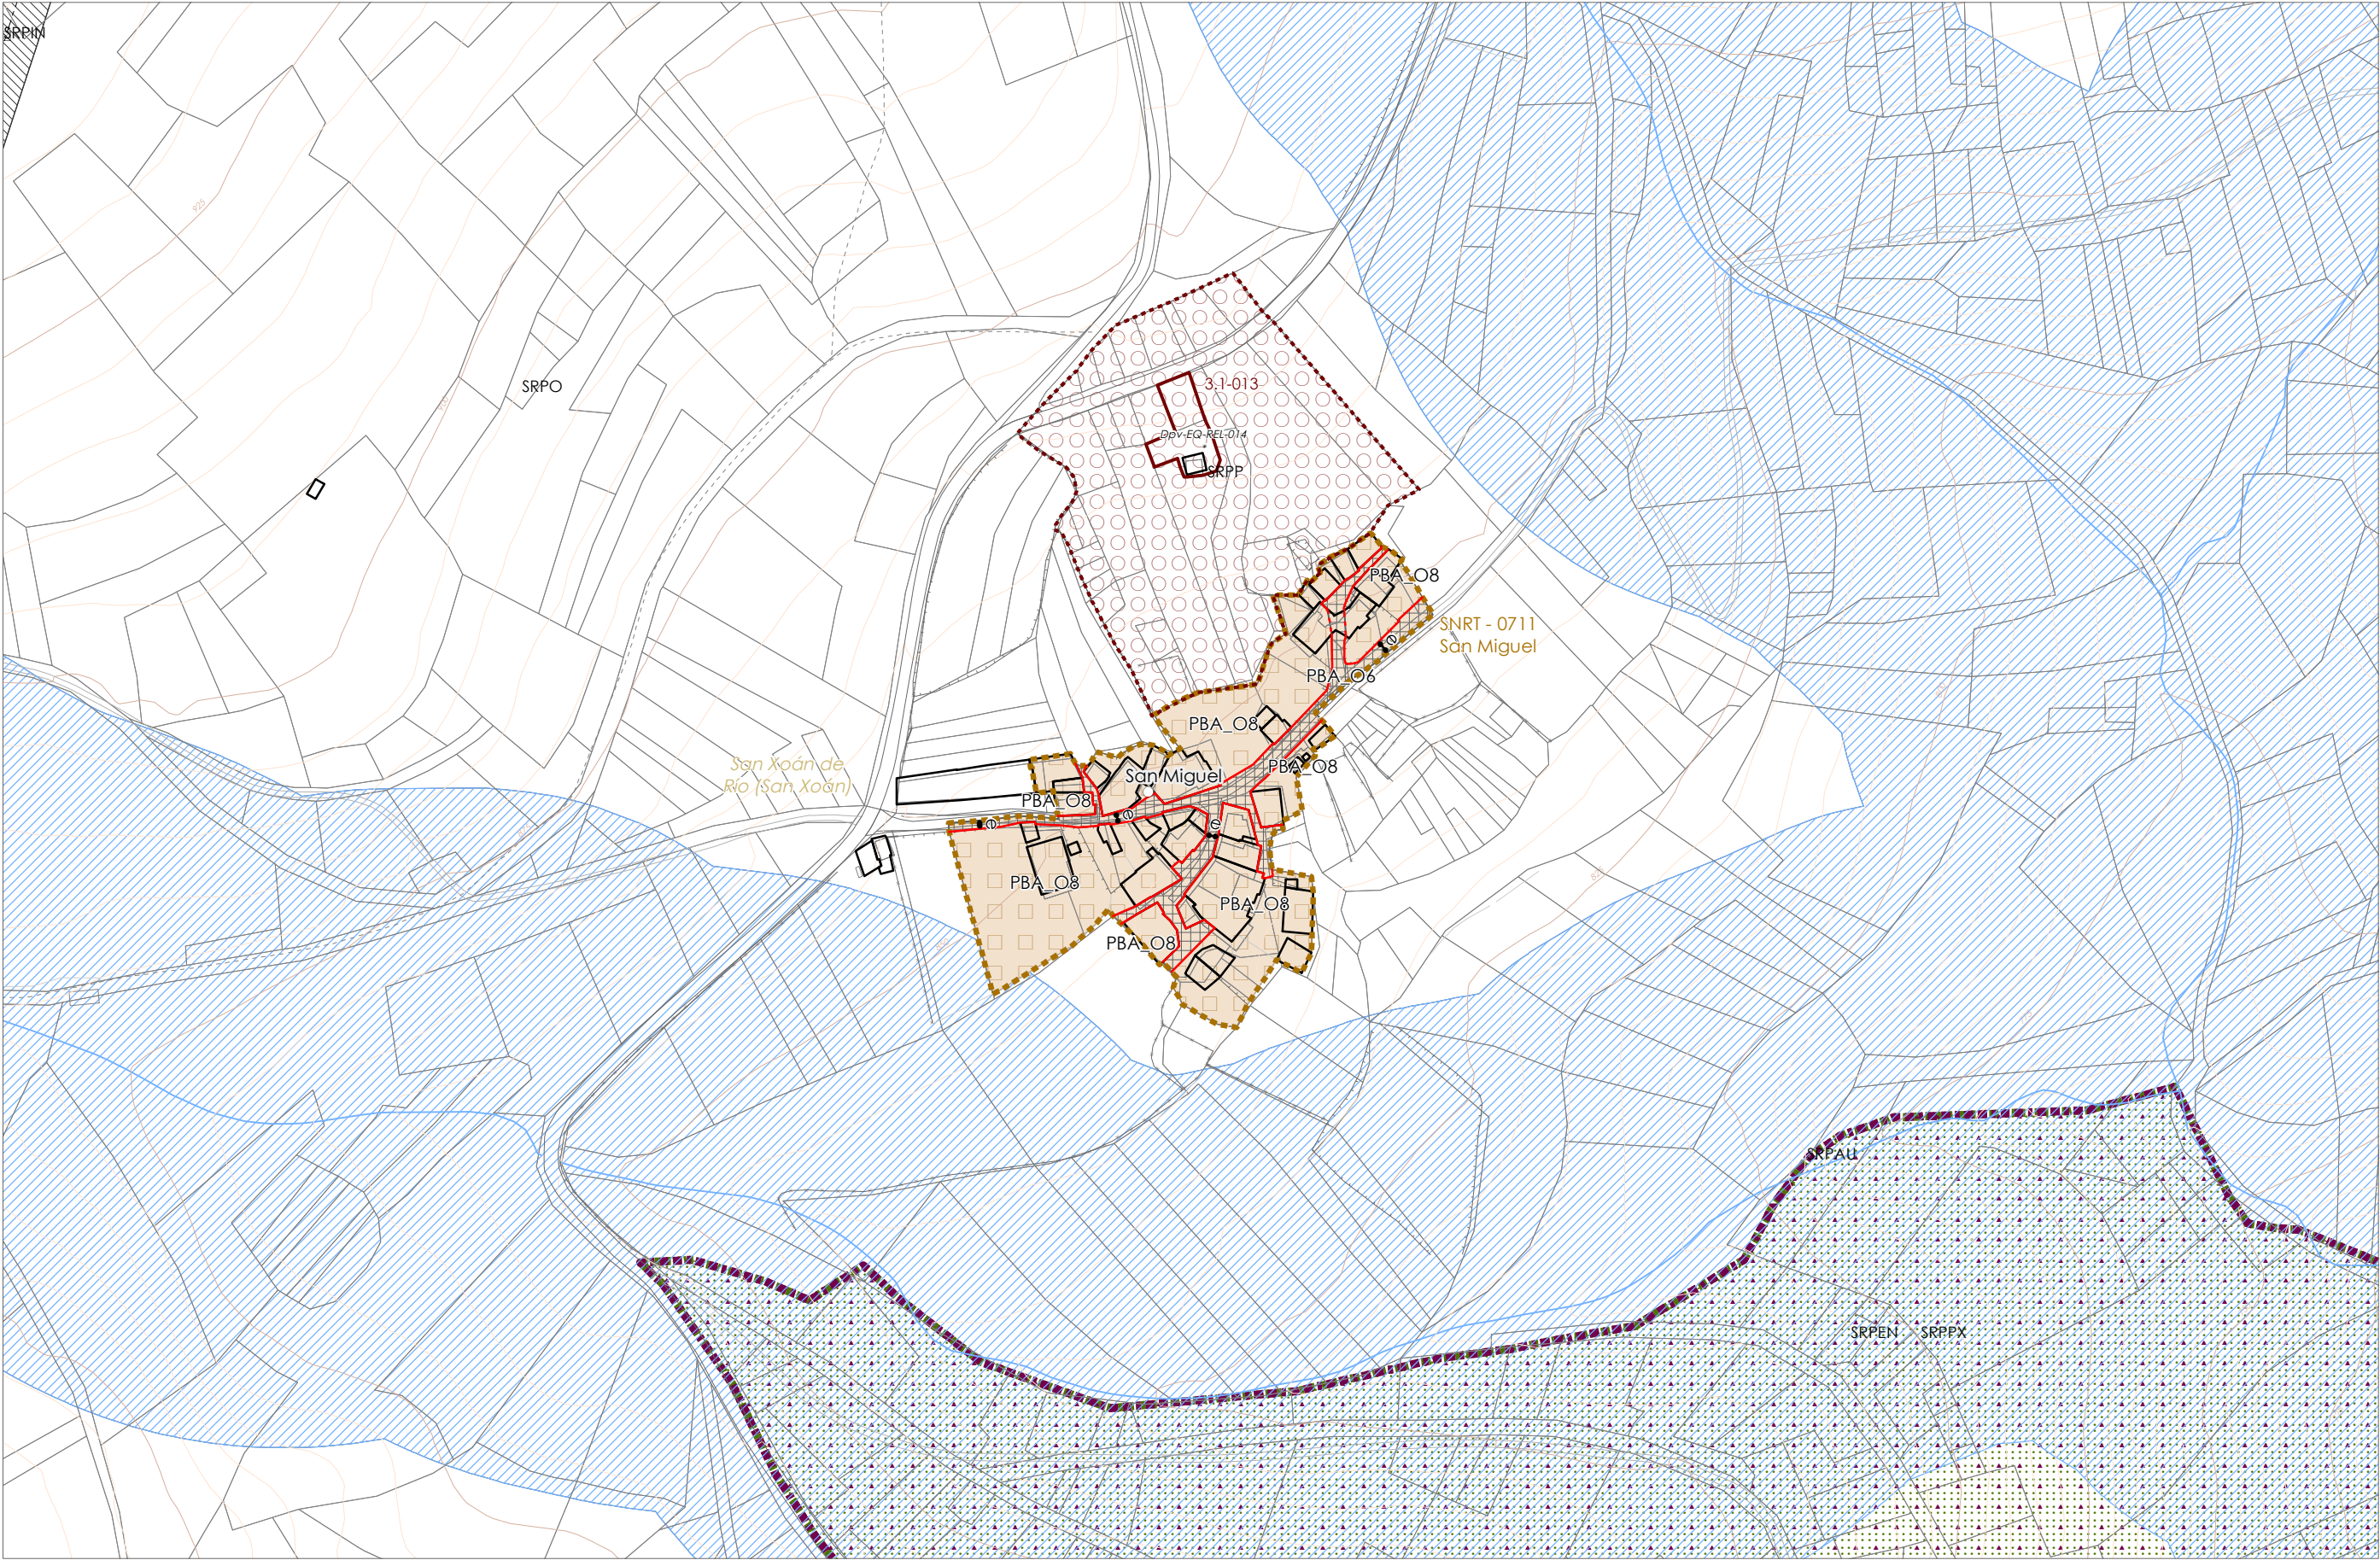 SRPIN
925
SRPO
3.1-013
Dpv-EQ-REL-014
SRPP
PBA_O8
SNRT - 0711
San Miguel
e
PBA_O6
PBA_O8
San Xoán de
Río (San Xoán)
San Miguel
PBA_O8
PBA_O8
e
e
e
PBA_O8
PBA_O8
PBA_O8
SRPAU
SRPEN
SRPPX